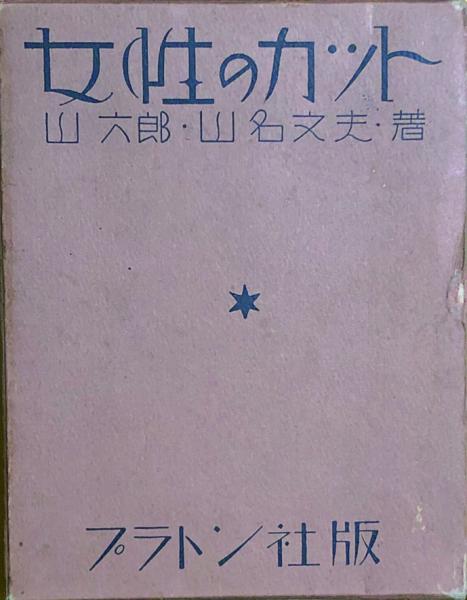 女性のカット
山六郎・山名文夫・著
プラトン社版